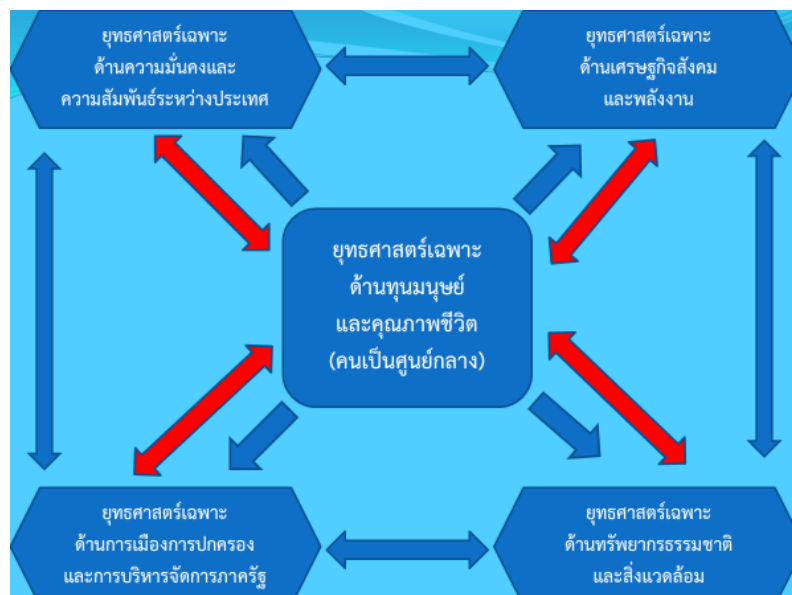 ยุทธศาสตร์เฉพาะ
ด้านความมั่นคงและ
ความสัมพันธ์ระหว่างประเทศ
ยุทธศาสตร์เฉพาะ
ด้านเศรษฐกิจสังคม
และพลังงาน
ยุทธศาสตร์เฉพาะ
ด้านทุนมนุษย์
และคุณภาพชีวิต
(คนเป็นศูนย์กลาง)
ยุทธศาสตร์เฉพาะ
ด้านการเมืองการปกครอง
และการบริหารจัดการภาครัฐ
ยุทธศาสตร์เฉพาะ
ด้านทรัพยากรธรรมชาติ
และสิ่งแวดล้อม